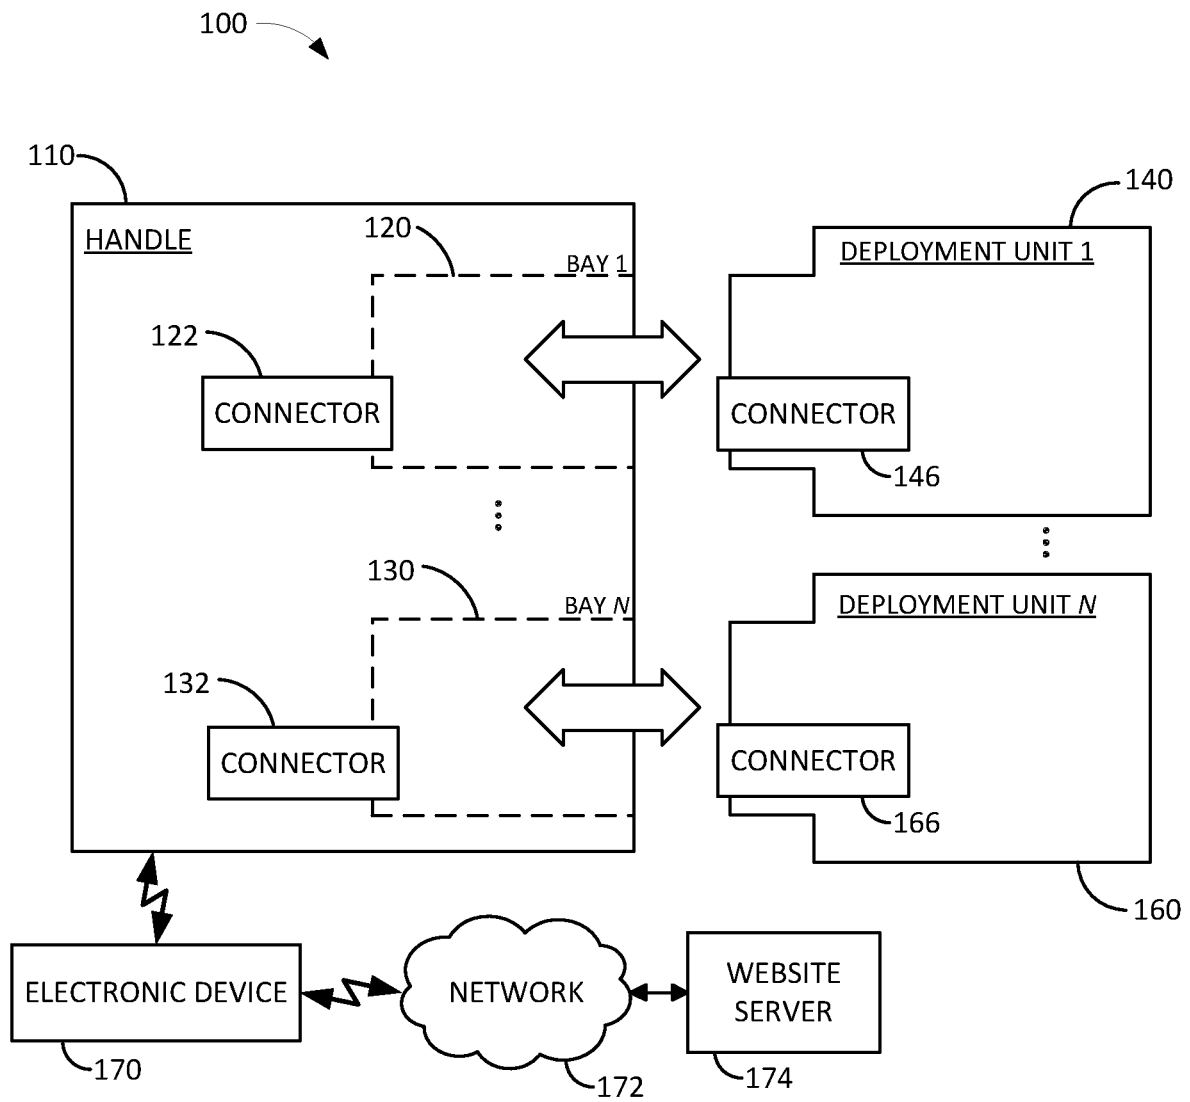 100
110
140
HANDLE
120
BAY 1
DEPLOYMENT UNIT 1
122
CONNECTOR
CONNECTOR
146
130
BAY N
DEPLOYMENT UNIT N
132
CONNECTOR
CONNECTOR
166
160
ELECTRONIC DEVICE
NETWORK
WEBSITE
SERVER
170
172
174